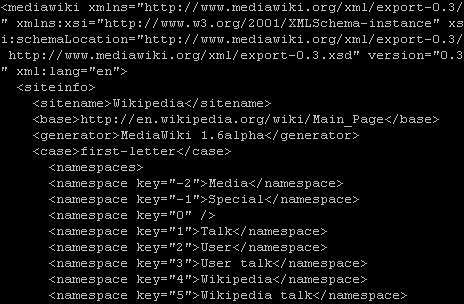 <mediawiki xmlns="http://www.mediawiki.org/xml/export-0.3/
" xmlns:xsi="http://www.w3.org/2001/XMLSchema-instance" xs
i:schemaLocation="http://www.mediawiki.org/xml/export-0.3/
 http://www.mediawiki.org/xml/export-0.3.xsd" version="0.3
" xml:lang="en">
  <siteinfo>
    <sitename>Wikipedia</sitename>
    <base>http://en.wikipedia.org/wiki/Main_Page</base>
    <generator>MediaWiki 1.6alpha</generator>
    <case>first-letter</case>
      <namespaces>
      <namespace key="-2">Media</namespace>
      <namespace key="-1">Special</namespace>
      <namespace key="0" />
      <namespace key="1">Talk</namespace>
      <namespace key="2">User</namespace>
      <namespace key="3">User talk</namespace>
      <namespace key="4">Wikipedia</namespace>
      <namespace key="5">Wikipedia talk</namespace>